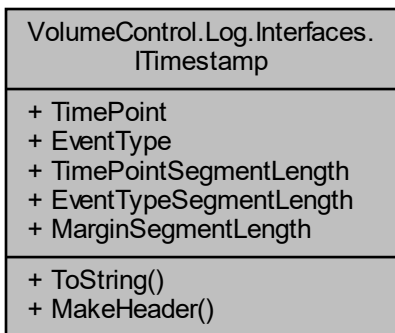 VolumeControl.Log.Interfaces.
ITimestamp
+ TimePoint
+ EventType
+ TimePointSegmentLength
+ EventTypeSegmentLength
+ MarginSegmentLength
+ ToString()
+ MakeHeader()